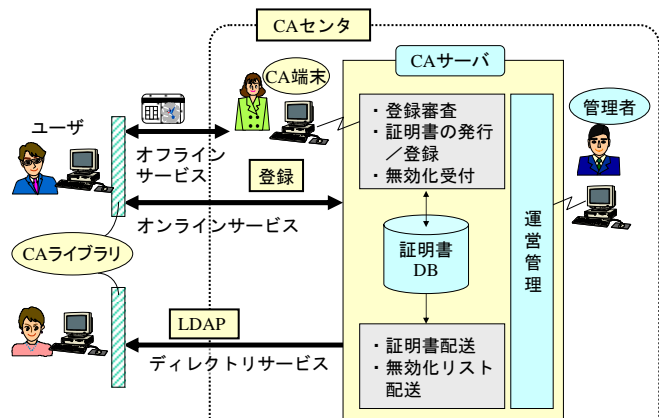 CAセンタ
CAサーバ
CA端末
管理者
ユーザ
・登録審査
・証明書の発行
／登録
・無効化受付
オフライン
サービス
登録
オンラインサービス
CAライブラリ
証明書
DB
運営管理
LDAP
ディレクトリサービス
・証明書配送
・無効化リスト
配送